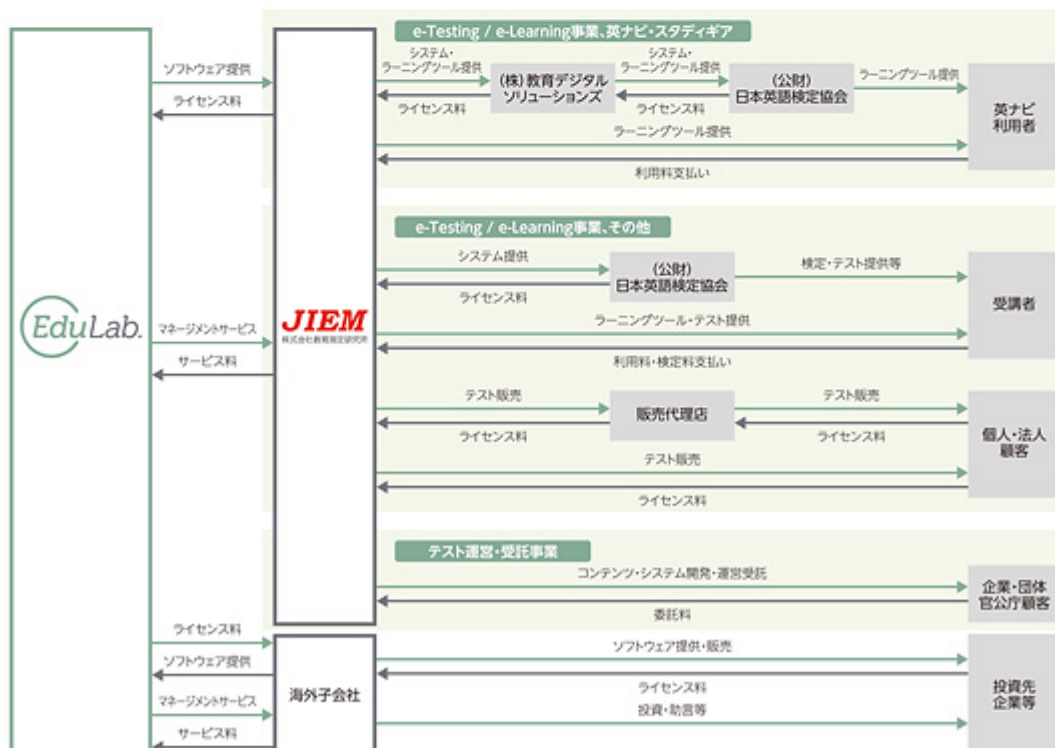 e-Testing / e-Learning事業、英ナビ・スタディギア
ソフトウェア提供
ライセンス料
システム・
ラーニングツール提供
ライセンス料
(株)教育デジタル
ソリューションズ
システム・
ラーニングツール提供
ライセンス料
(公財)
日本英語検定協会
ラーニングツール提供
英ナビ
利用者
ラーニングツール提供
利用料支払い
e-Testing / e-Learning事業、その他
システム提供
ライセンス料
(公財)
日本英語検定協会
検定・テスト提供等
受講者
ラーニングツール・テスト提供
利用料・検定料支払い
EduLab.
マネージメントサービス
サービス料
JIEM
株式会社教育測定研究所
テスト販売
ライセンス料
販売代理店
テスト販売
ライセンス料
個人・法人
顧客
テスト販売
ライセンス料
テスト運営・受託事業
コンテンツ・システム開発・運営受託
委託料
企業・団体
官公庁顧客
ライセンス料
ソフトウェア提供
マネージメントサービス
サービス料
海外子会社
ソフトウェア提供・販売
ライセンス料
投資・助言等
投資先
企業等